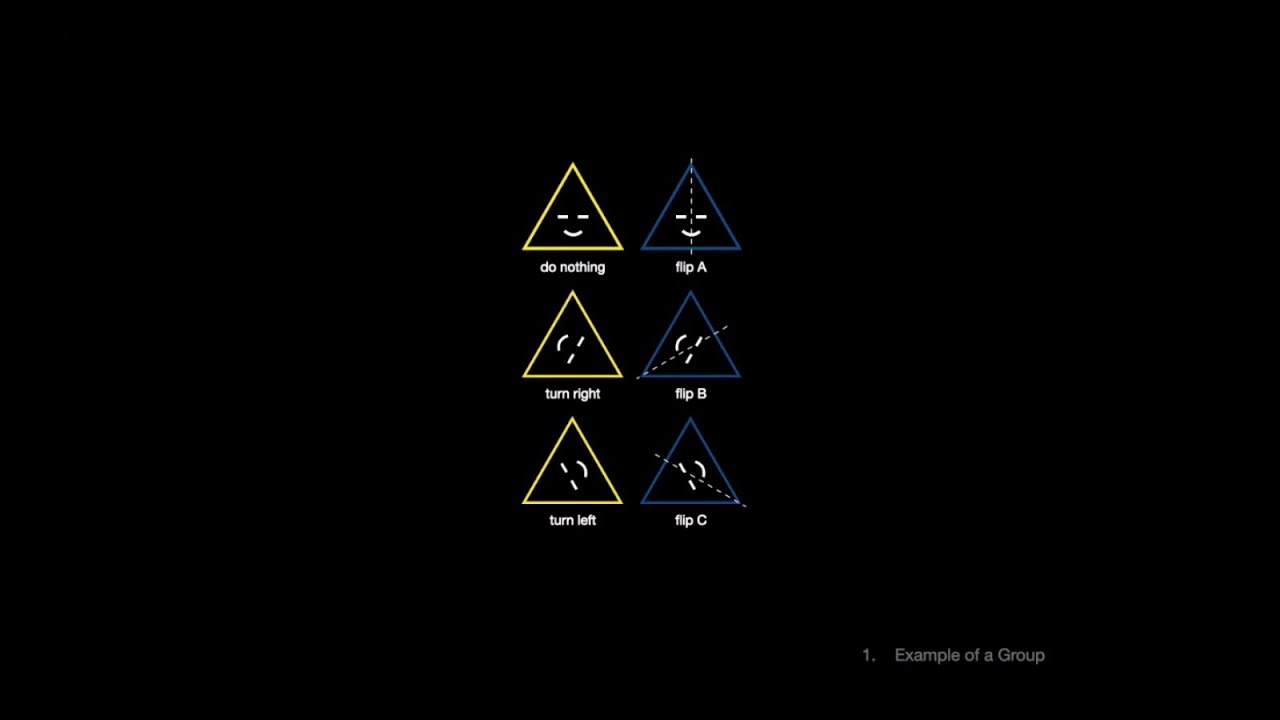 do nothing
flip A
turn right
flip B
turn left
flip C
1. Example of a Group